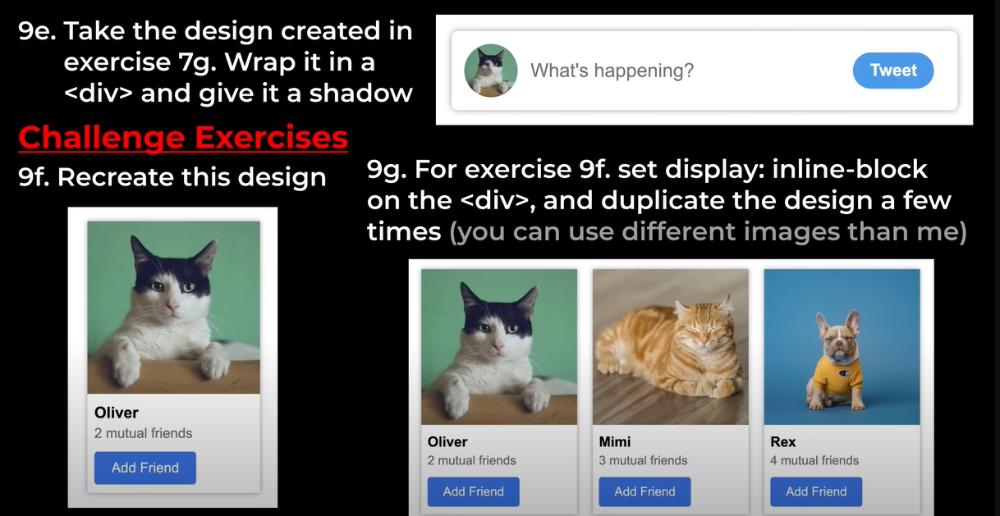 9e. Take the design created in
exercise 7g. Wrap it in a
<div> and give it a shadow
What's happening?
Tweet
Challenge Exercises
9f. Recreate this design
Oliver
2 mutual friends
Add Friend
9g. For exercise 9f. set display: inline-block
on the <div>, and duplicate the design a few
times (you can use different images than me)
Oliver
2 mutual friends
Add Friend
Mimi
3 mutual friends
Add Friend
Rex
4 mutual friends
Add Friend